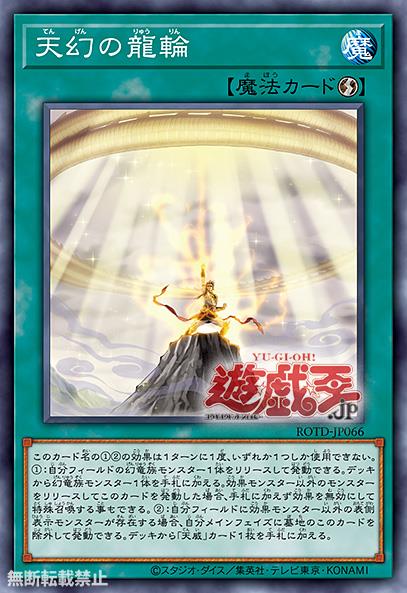 天幻の龍輪
てん げん りゅう りん
魔
【魔法カード】
ま ほう
YU-GI-OH!
遊戯王.jp
ROTD-JP066
このカード名の①②の効果は1ターンに1度、いずれか1つしか使用できない。
①：自分フィールドの幻竜族モンスター1体をリリースして発動できる。デッキ
から幻竜族モンスター1体を手札に加える。効果モンスター以外のモンスター
をリリースしてこのカードを発動した場合、手札に加えず効果を無効にして
特殊召喚する事もできる。②：自分フィールドに効果モンスター以外の表側
表示モンスターが存在する場合、自分メインフェイズに墓地のこのカードを
除外して発動できる。デッキから「天威」カード1枚を手札に加える。
無断転載禁止
©スタジオ・ダイス／集英社・テレビ東京・KONAMI